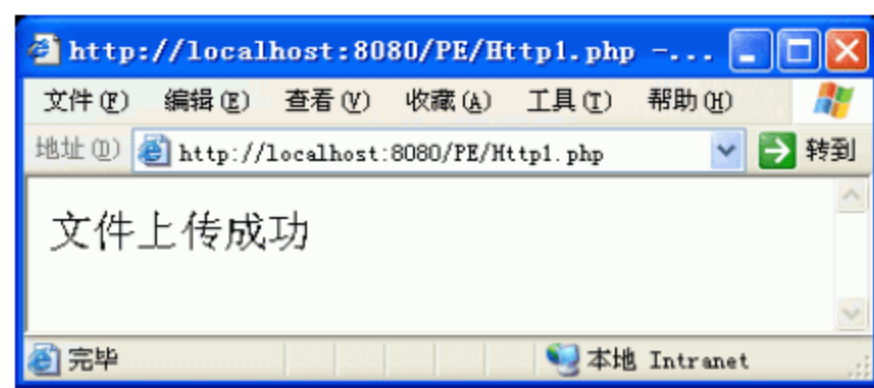 http://localhost:8080/PE/Http1.php -...
文件(F) 编辑(E) 查看(V) 收藏(A) 工具(T) 帮助(H)
地址(D) http://localhost:8080/PE/Http1.php 转到
文件上传成功
完毕 本地 Intranet